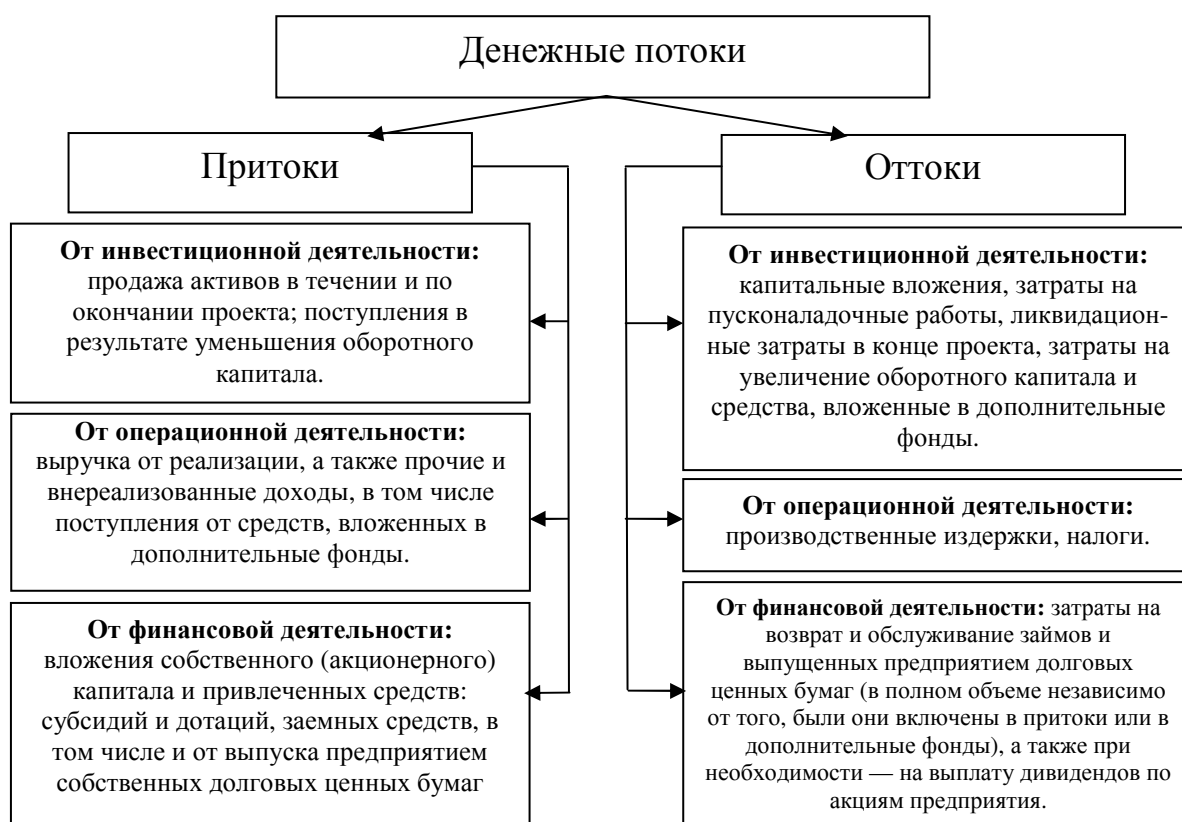 Денежные потоки
Притоки
От инвестиционной деятельности:
продажа активов в течении и по
окончании проекта; поступления в
результате уменьшения оборотного
капитала.
От операционной деятельности:
выручка от реализации, а также прочие и
внереализованные доходы, в том числе
поступления от средств, вложенных в
дополнительные фонды.
От финансовой деятельности:
вложения собственного (акционерного)
капитала и привлеченных средств:
субсидий и дотаций, заемных средств, в
том числе и от выпуска предприятием
собственных долговых ценных бумаг
Оттоки
От инвестиционной деятельности:
капитальные вложения, затраты на
пусконаладочные работы, ликвидацион-
ные затраты в конце проекта, затраты на
увеличение оборотного капитала и
средства, вложенные в дополнительные
фонды.
От операционной деятельности:
производственные издержки, налоги.
От финансовой деятельности: затраты на
возврат и обслуживание займов и
выпущенных предприятием долговых
ценных бумаг (в полном объеме независимо
от того, были они включены в притоки или в
дополнительные фонды), а также при
необходимости — на выплату дивидендов по
акциям предприятия.